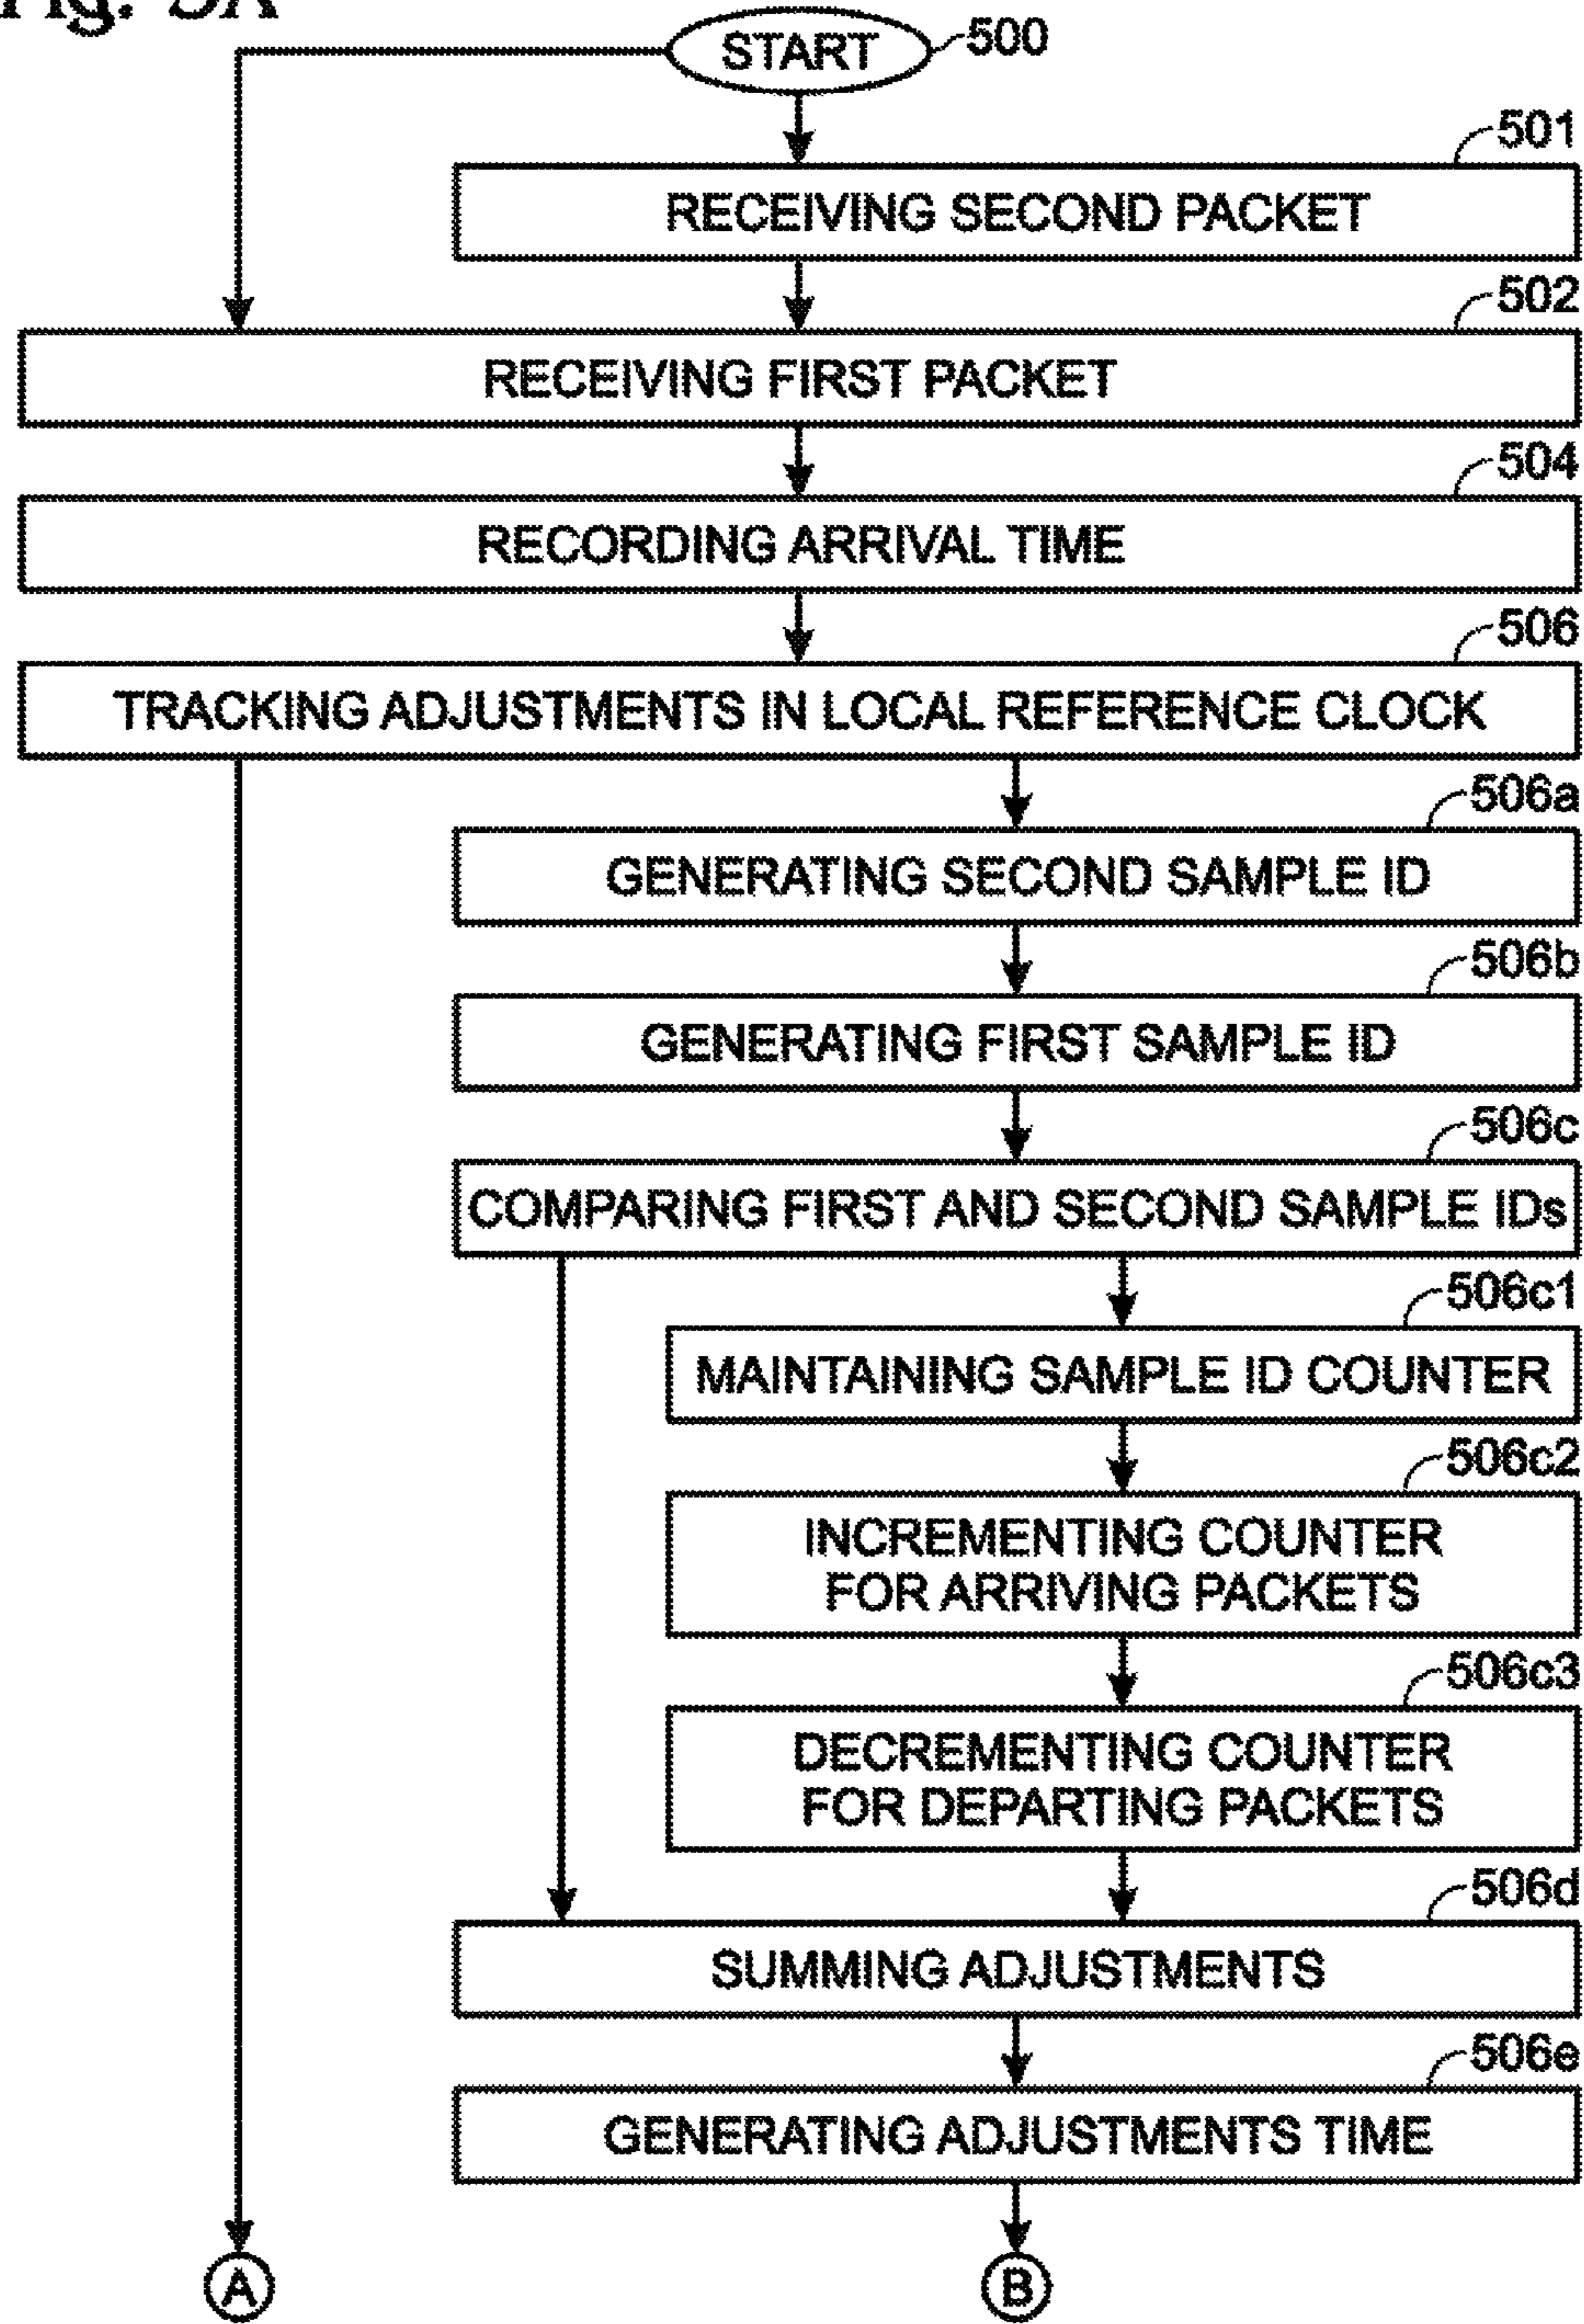 Fig. 5A
START
500
501
RECEIVING SECOND PACKET
502
RECEIVING FIRST PACKET
504
RECORDING ARRIVAL TIME
506
TRACKING ADJUSTMENTS IN LOCAL REFERENCE CLOCK
506a
GENERATING SECOND SAMPLE ID
506b
GENERATING FIRST SAMPLE ID
506c
COMPARING FIRST AND SECOND SAMPLE IDs
506c1
MAINTAINING SAMPLE ID COUNTER
506c2
INCREMENTING COUNTER
FOR ARRIVING PACKETS
506c3
DECREMENTING COUNTER
FOR DEPARTING PACKETS
506d
SUMMING ADJUSTMENTS
506e
GENERATING ADJUSTMENTS TIME
A
B